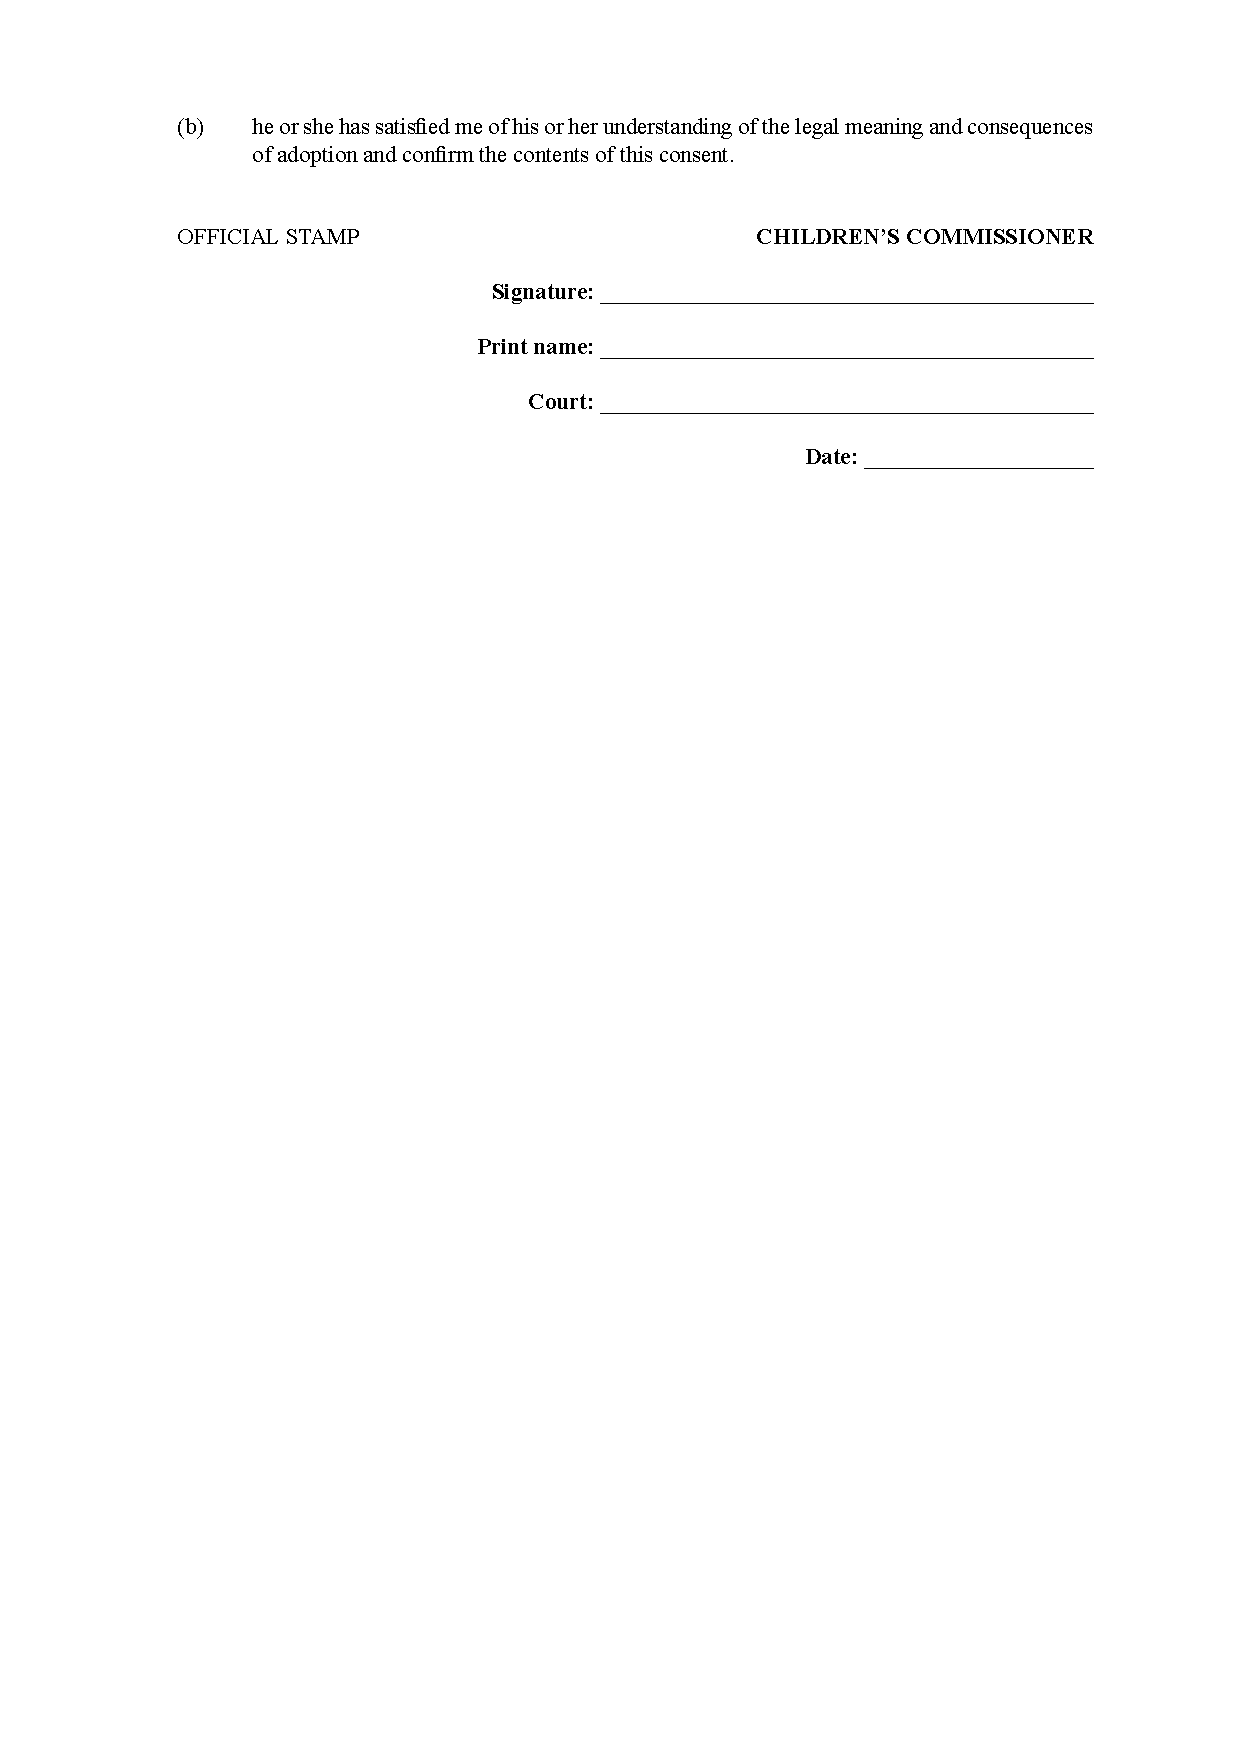 (b) he or she has satisfied me of his or her understanding of the legal meaning and consequences
of adoption and confirm the contents of this consent.
OFFICIAL STAMP CHILDREN’S COMMISSIONER
Signature:
Print name:
Court:
Date: